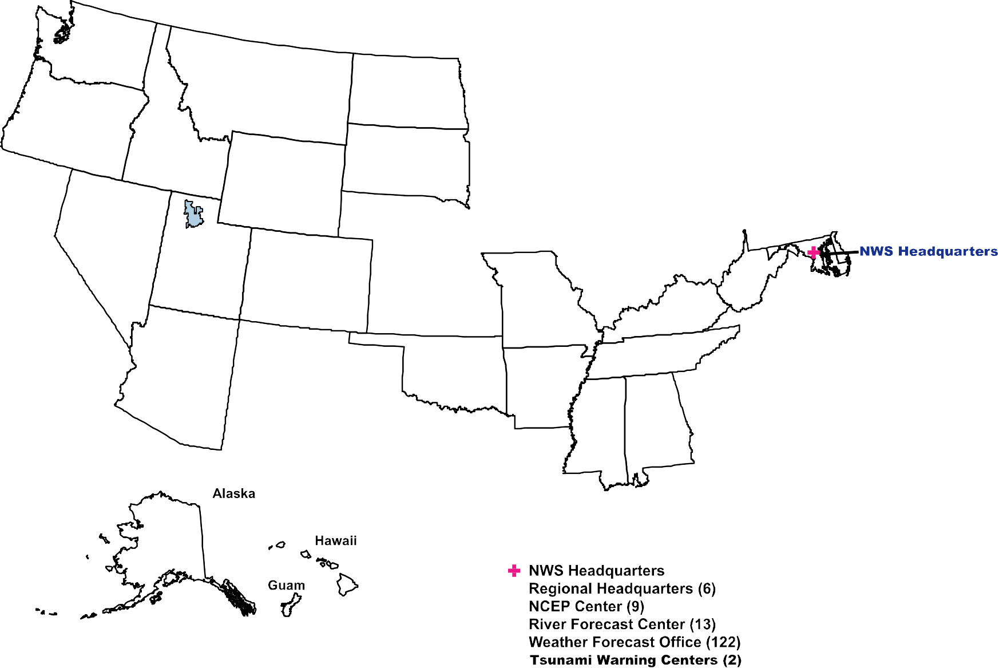 NWS Headquarters
Alaska
Hawaii
Guam
NWS Headquarters
Regional Headquarters (6)
NCEP Center (9)
River Forecast Center (13)
Weather Forecast Office (122)
Tsunami Warning Centers (2)